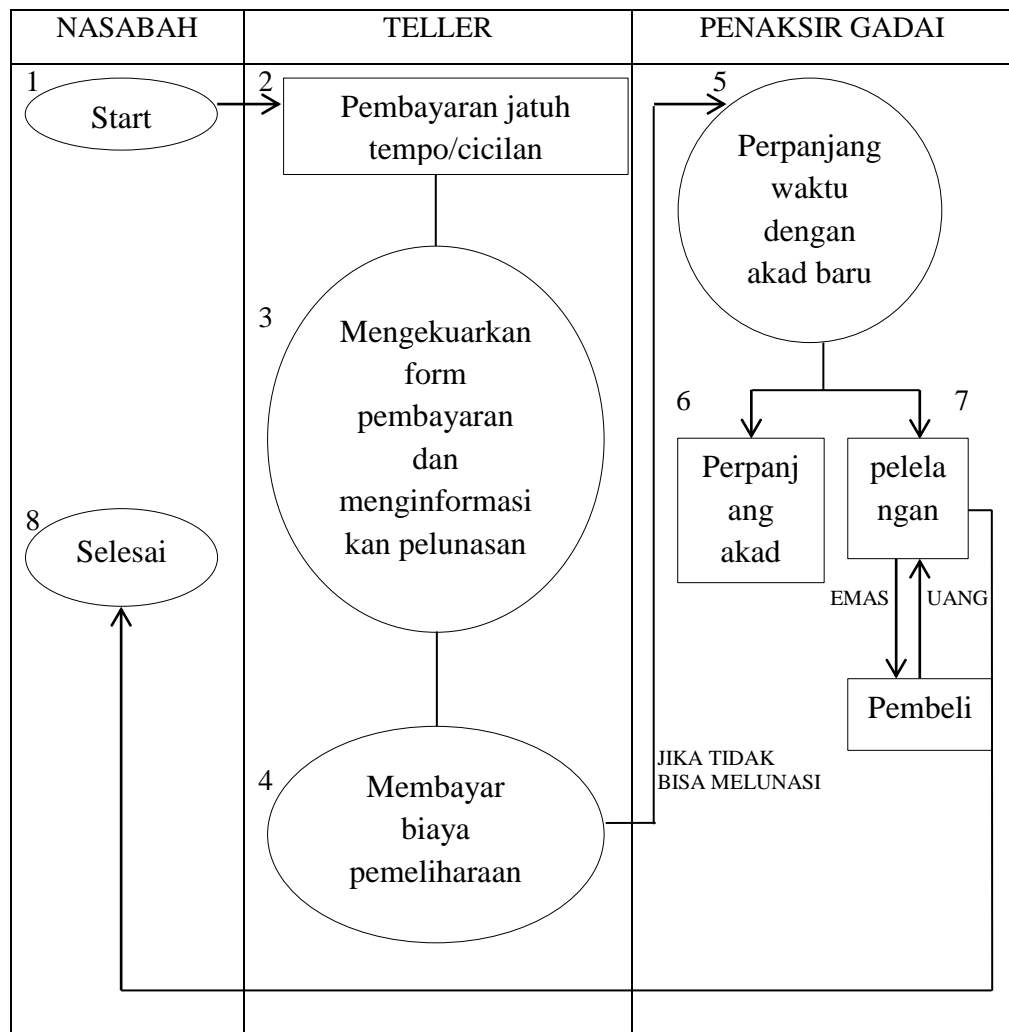 NASABAH
TELLER
PENAKSIR GADAI
1
Start
2
Pembayaran jatuh
tempo/cicilan
3
Mengekuarkan
form
pembayaran
dan
menginformasi
kan pelunasan
4
Membayar
biaya
pemeliharaan
JIKA TIDAK
BISA MELUNASI
5
Perpanjang
waktu
dengan
akad baru
6
Perpanj
ang
akad
7
pelela
ngan
EMAS
UANG
Pembeli
8
Selesai